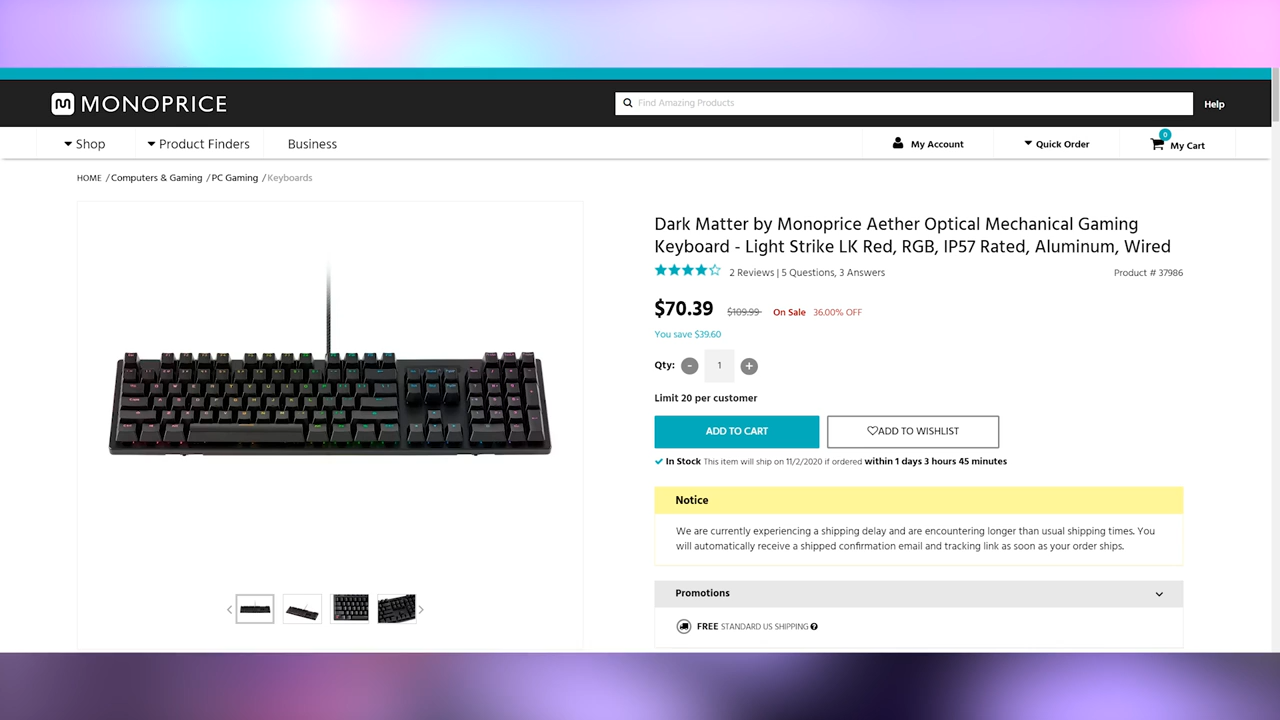 MONOPRICE
Find Amazing Products
Help
Shop
Product Finders
Business
My Account
Quick Order
0
My Cart
HOME / Computers & Gaming / PC Gaming / Keyboards
Dark Matter by Monoprice Aether Optical Mechanical Gaming
Keyboard - Light Strike LK Red, RGB, IP57 Rated, Aluminum, Wired
2 Reviews | 5 Questions, 3 Answers
Product # 37986
$70.39 $109.99 On Sale 36.00% OFF
You save $39.60
Qty: - 1 +
Limit 20 per customer
ADD TO CART
ADD TO WISHLIST
In Stock This item will ship on 11/2/2020 if ordered within 1 days 3 hours 45 minutes
Notice
We are currently experiencing a shipping delay and are encountering longer than usual shipping times. You
will automatically receive a shipped confirmation email and tracking link as soon as your order ships.
Promotions
FREE STANDARD US SHIPPING